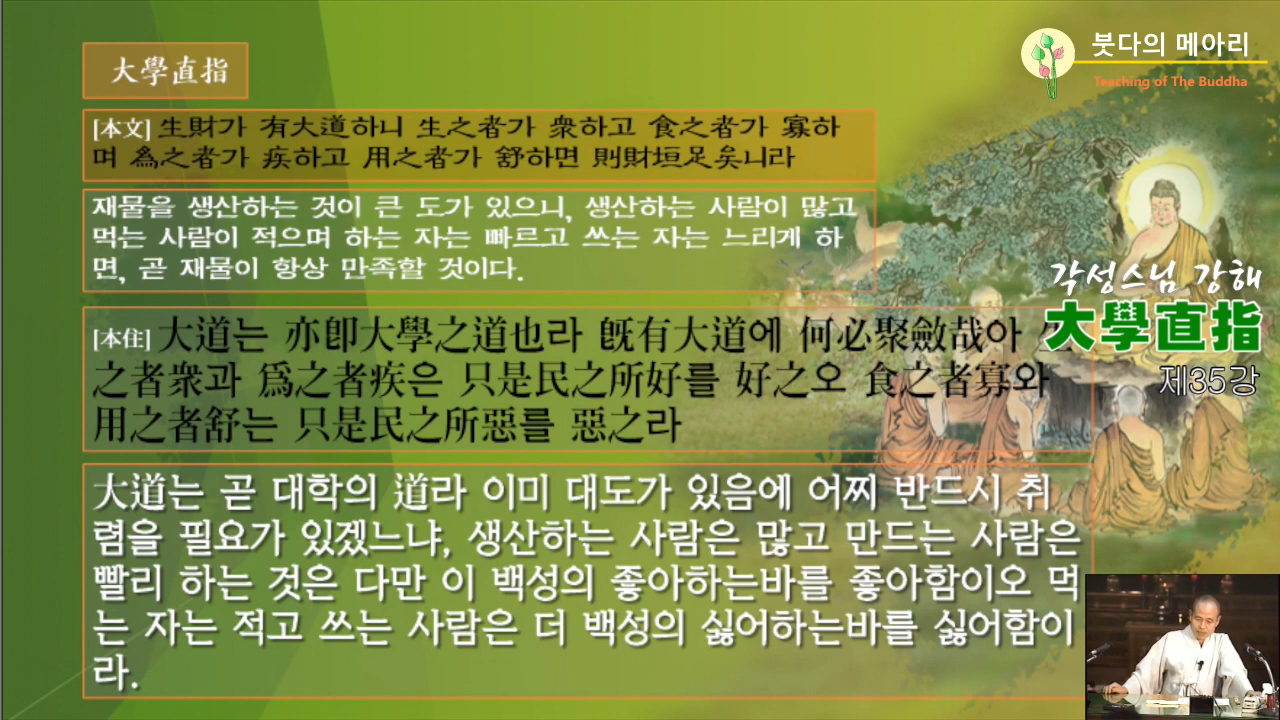 大學直指
[本文] 生財가 有大道하니 生之者가 衆하고 食之者가 寡하
며 為之者가 疾하고 用之者가 舒하면 則財垣足矣니라
재물을 생산하는 것이 큰 도가 있으니, 생산하는 사람이 많고
먹는 사람이 적으며 하는 자는 빠르고 쓰는 자는 느리게 하
면, 곧 재물이 항상 만족할 것이다.
[本住] 大道는 亦卽大學之道也라 旣有大道에 何必聚斂哉아 生
之者衆과 爲之者疾은 只是民之所好를 好之오 食之者寡와
用之者舒는 只是民之所惡를 惡之라
大道는 곧 대학의 道라 이미 대도가 있음에 어찌 반드시 취
렴을 필요가 있겠느냐, 생산하는 사람은 많고 만드는 사람은
빨리 하는 것은 다만 이 백성의 좋아하는바를 좋아함이오 먹
는 자는 적고 쓰는 사람은 더 백성의 싫어하는바를 싫어함이
라.
붓다의 메아리
Teaching of The Buddha
각성스님 강해
大學直指
제35강